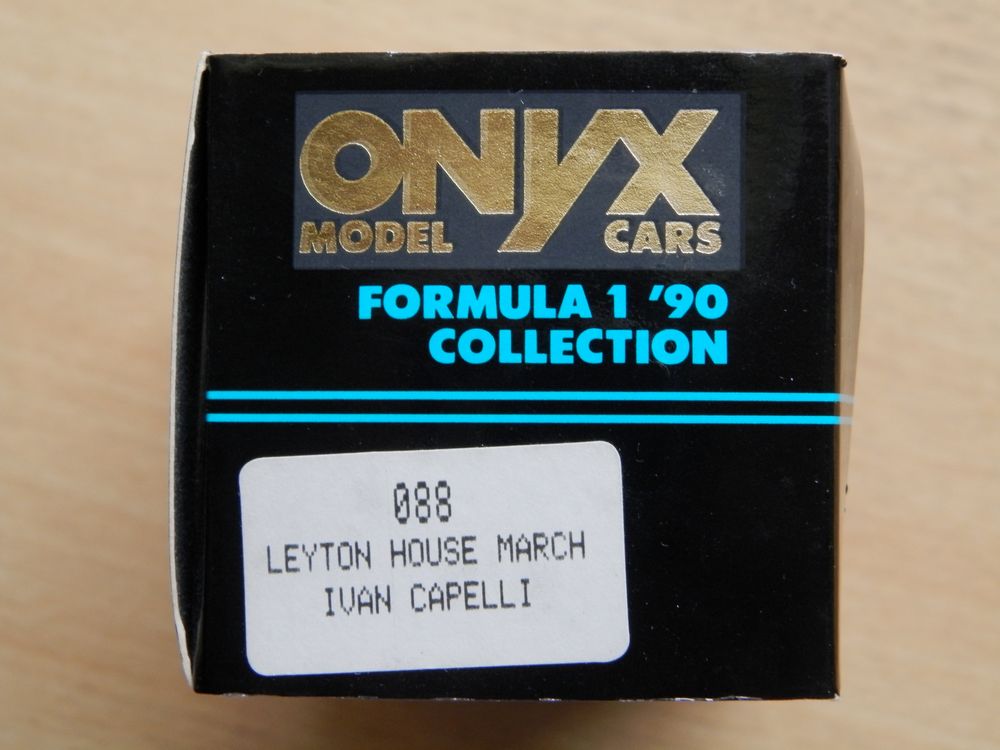 ONYX
MODEL CARS
FORMULA 1 '90
COLLECTION
088
LEYTON HOUSE MARCH
IVAN CAPELLI